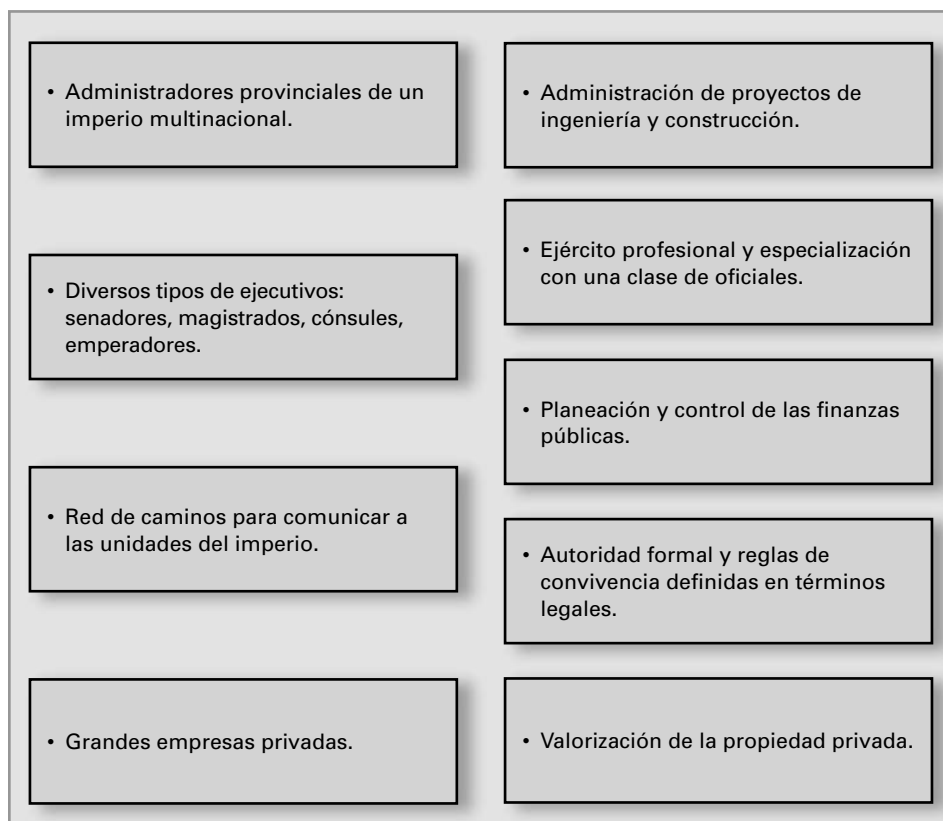 • Administradores provinciales de un
imperio multinacional.
• Diversos tipos de ejecutivos:
senadores, magistrados, cónsules,
emperadores.
• Red de caminos para comunicar a
las unidades del imperio.
• Grandes empresas privadas.
• Administración de proyectos de
ingeniería y construcción.
• Ejército profesional y especialización
con una clase de oficiales.
• Planeación y control de las finanzas
públicas.
• Autoridad formal y reglas de
convivencia definidas en términos
legales.
• Valorización de la propiedad privada.